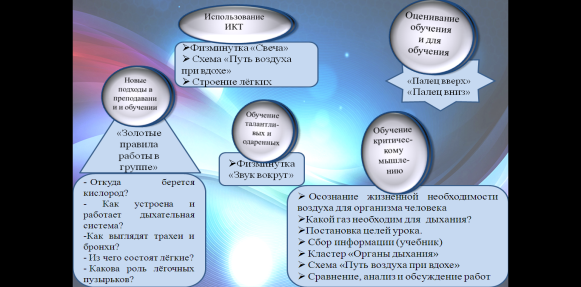 Использование
ИКТ
➢Физминутка «Свеча»
➢ Схема «Путь воздуха
при вдохе»
➢ Строение лёгких
Оценивание
обучения
и для
обучения
«Палец вверх»
«Палец вниз»
Новые
подходы в
преподавани
и и обучении
«Золотые
правила
работы в
группе»
- Откуда берется
кислород?
- Как устроена и
работает дыхательная
система?
-Как выглядят трахеи и
бронхи?
- Из чего состоят лёгкие?
- Какова роль лёгочных
пузырьков?
Обучение
талантли-
вых и
одаренных
➢ Физминутка
«Звук вокруг»
Обучение
критичес-
кому
мышле-
нию
➢ Осознание жизненной необходимости
воздуха для организма человека
➢Какой газ необходим для дыхания?
➢Постановка целей урока.
➢ Сбор информации (учебник)
➢ Кластер «Органы дыхания»
➢ Схема «Путь воздуха при вдохе»
➢ Сравнение, анализ и обсуждение работ